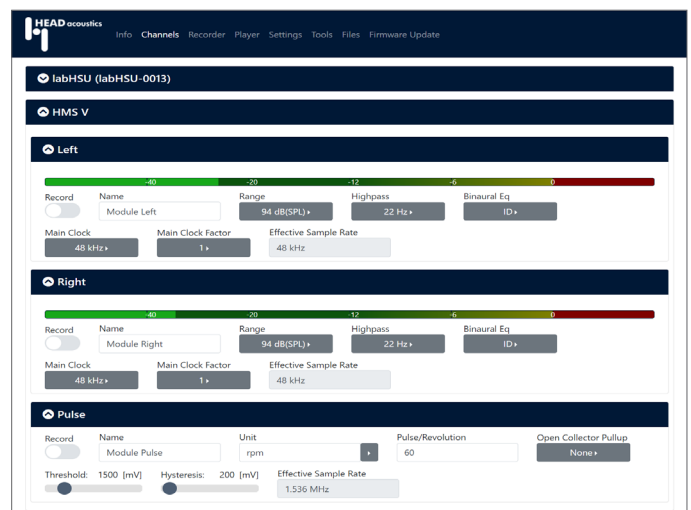 HEAD acoustics
Info Channels Recorder Player Settings Tools Files Firmware Update
labHSU (labHSU-0013)
HMS V
Left
-40 -20 -12 -6 0
Record Name Range Highpass Binaural Eq
Module Left 94 dB(SPL) 22 Hz ID
Main Clock Main Clock Factor Effective Sample Rate
48 kHz 1 48 kHz
Right
-40 -20 -12 -6 0
Record Name Range Highpass Binaural Eq
Module Right 94 dB(SPL) 22 Hz ID
Main Clock Main Clock Factor Effective Sample Rate
48 kHz 1 48 kHz
Pulse
Record Name Unit Pulse/Revolution Open Collector Pullup
Module Pulse rpm 60 None
Threshold: 1500 [mV] Hysteresis: 200 [mV] Effective Sample Rate
1.536 MHz